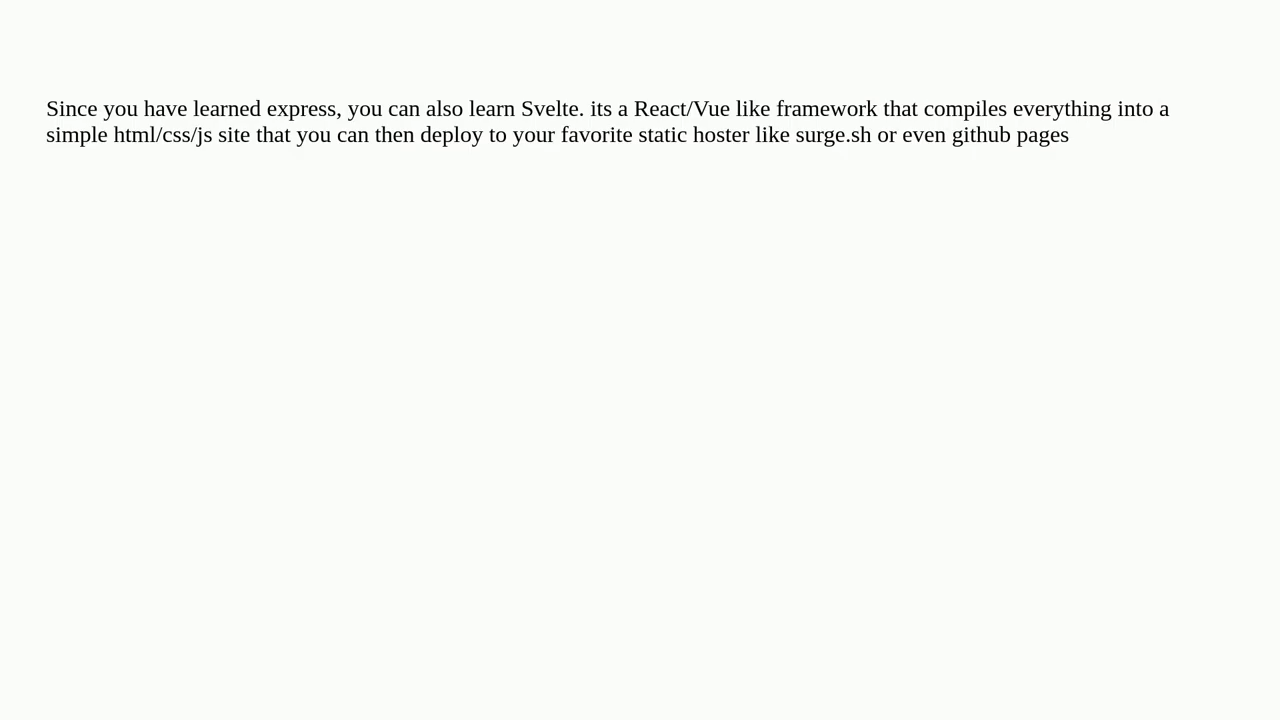 Since you have learned express, you can also learn Svelte. its a React/Vue like framework that compiles everything into a
simple html/css/js site that you can then deploy to your favorite static hoster like surge.sh or even github pages